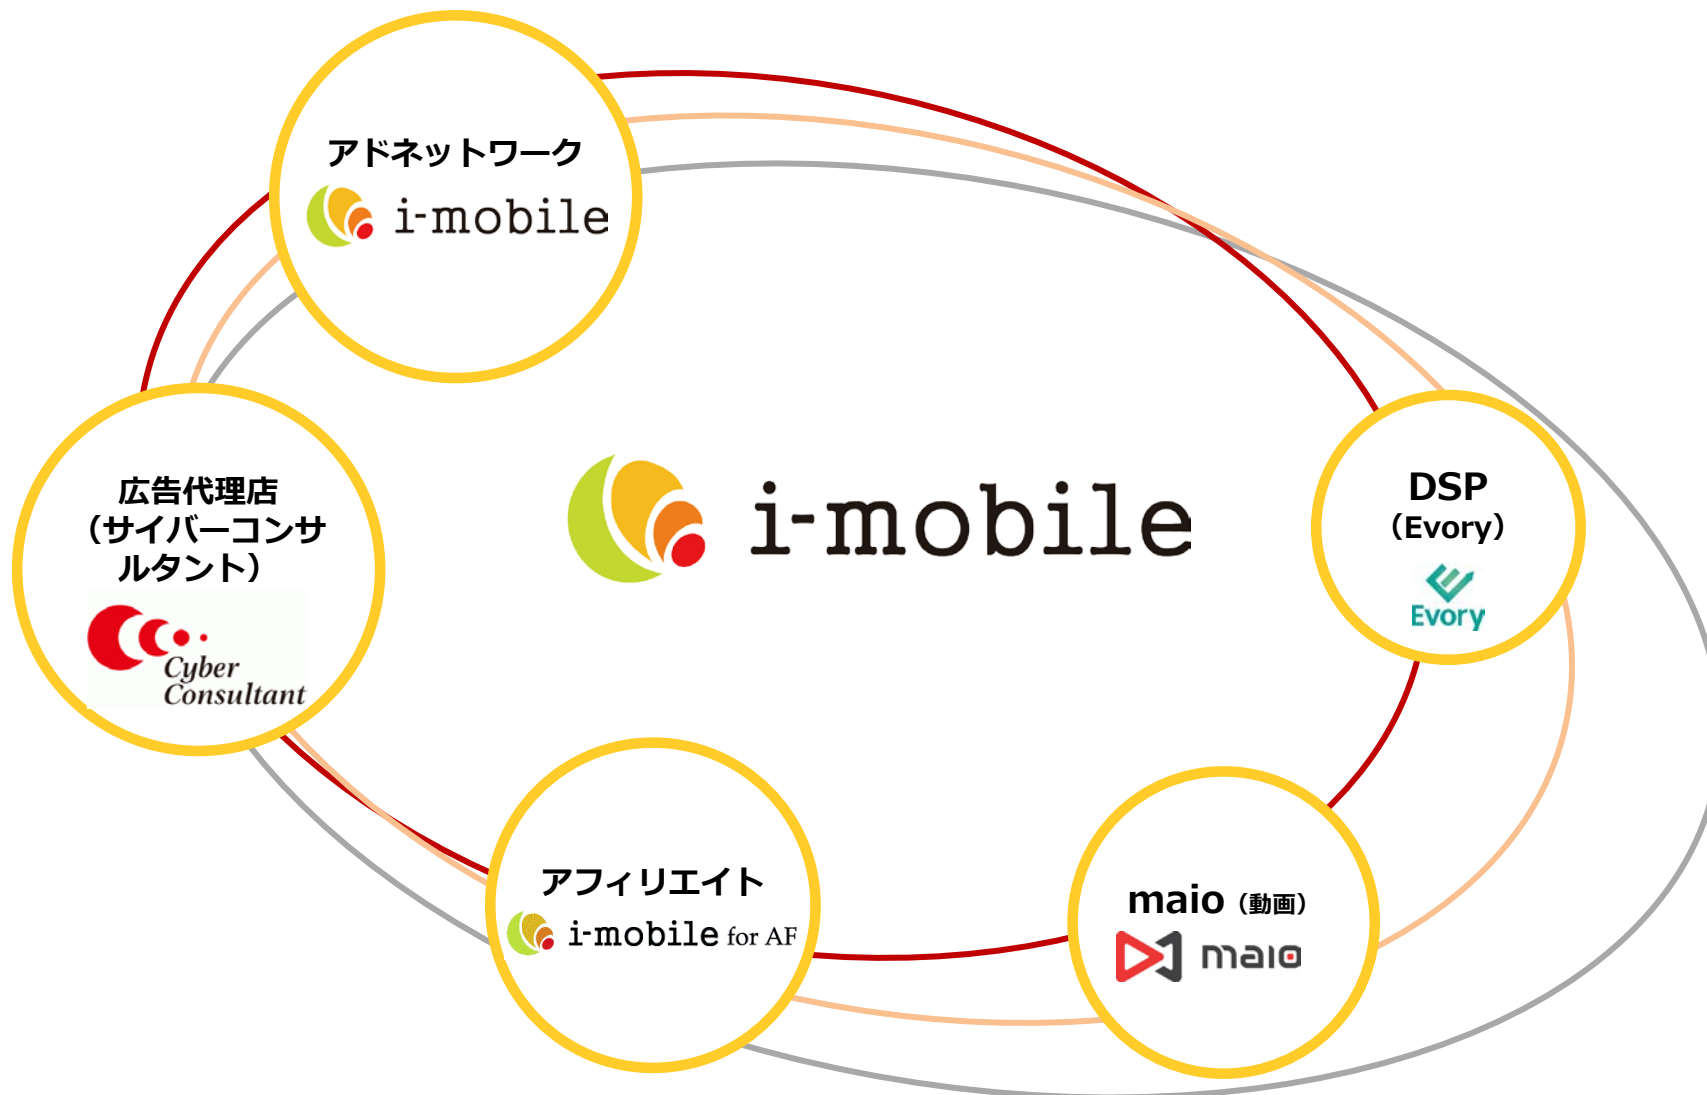 アドネットワーク
i-mobile
広告代理店
（サイバーコンサ
ルタント）
Cyber
Consultant
i-mobile
DSP
（Evory）
Evory
アフィリエイト
i-mobile for AF
maio（動画）
maio